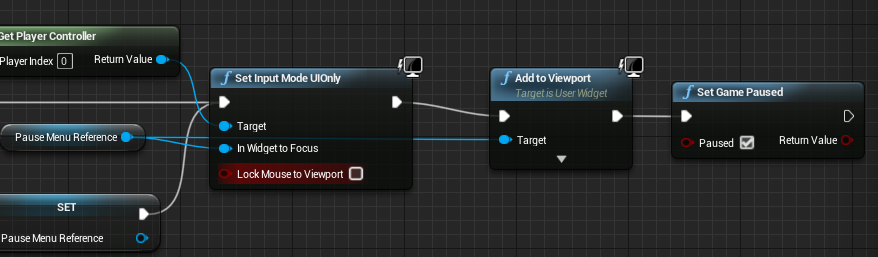 Get Player Controller
Player Index 0
Return Value
Pause Menu Reference
SET
Pause Menu Reference
f Set Input Mode UIOnly
Target
In Widget to Focus
Lock Mouse to Viewport
f Add to Viewport
Target is User Widget
Target
f Set Game Paused
Paused
Return Value